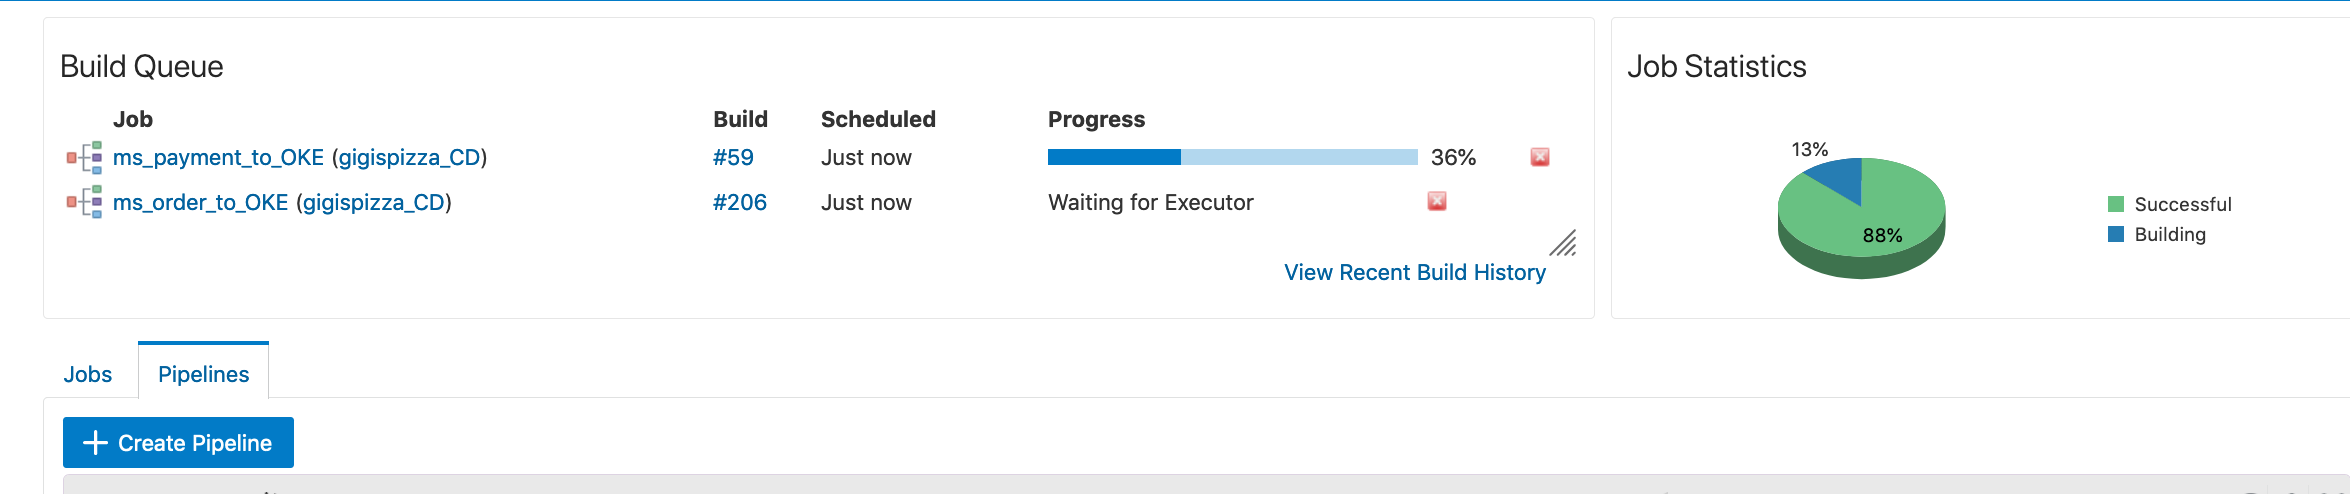 Build Queue
Job Build Scheduled Progress
ms_payment_to_OKE (gigispizza_CD) #59 Just now 36%
ms_order_to_OKE (gigispizza_CD) #206 Just now Waiting for Executor
View Recent Build History
Job Statistics
13%
88%
Successful
Building
Jobs Pipelines
Create Pipeline